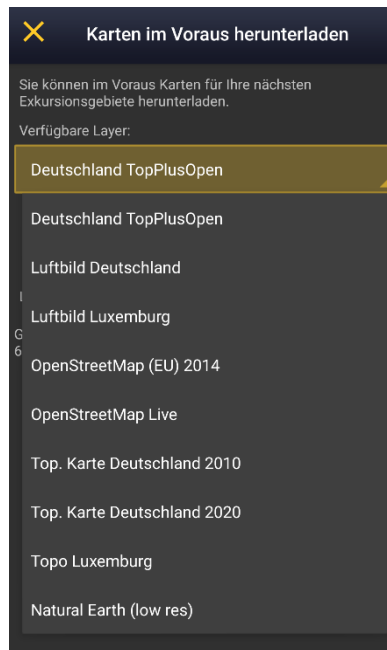 Karten im Voraus herunterladen
Sie können im Voraus Karten für Ihre nächsten
Exkursionsgebiete herunterladen.
Verfügbare Layer:
Deutschland TopPlusOpen
Deutschland TopPlusOpen
Luftbild Deutschland
Luftbild Luxemburg
OpenStreetMap (EU) 2014
OpenStreetMap Live
Top. Karte Deutschland 2010
Top. Karte Deutschland 2020
Topo Luxemburg
Natural Earth (low res)